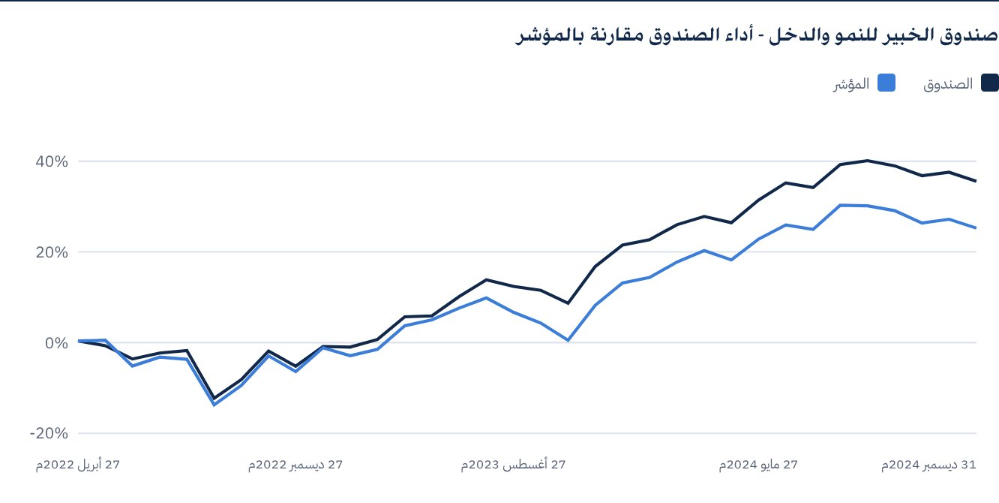 صندوق الخبير للنمو والدخل - أداء الصندوق مقارنة بالمؤشر
الصندوق
المؤشر
40%
20%
0%
-20%
27 أبريل 2022م
27 ديسمبر 2022م
27 أغسطس 2023م
27 مايو 2024م
31 ديسمبر 2024م